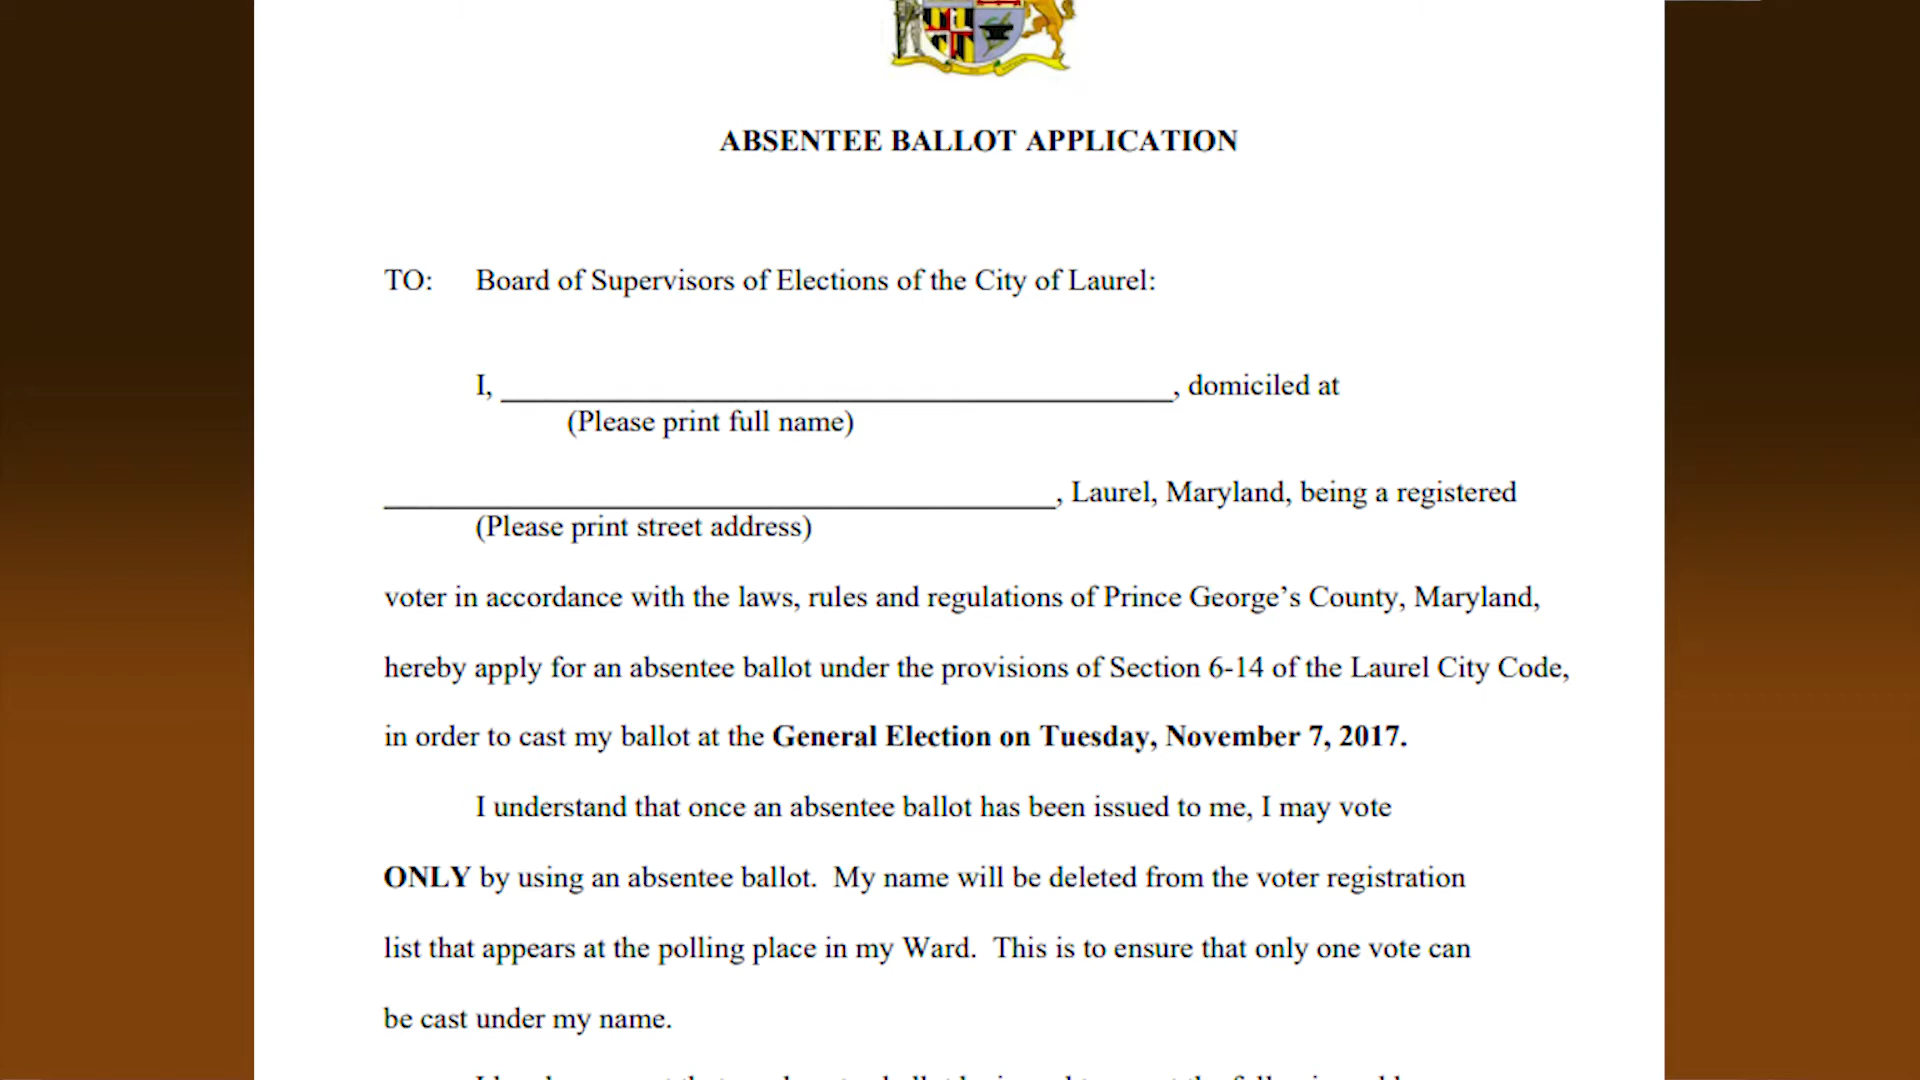 ABSENTEE BALLOT APPLICATION
TO: Board of Supervisors of Elections of the City of Laurel:
I, ______________________, domiciled at
(Please print full name)
______________________, Laurel, Maryland, being a registered
(Please print street address)
voter in accordance with the laws, rules and regulations of Prince George’s County, Maryland,
hereby apply for an absentee ballot under the provisions of Section 6-14 of the Laurel City Code,
in order to cast my ballot at the General Election on Tuesday, November 7, 2017.
I understand that once an absentee ballot has been issued to me, I may vote
ONLY by using an absentee ballot. My name will be deleted from the voter registration
list that appears at the polling place in my Ward. This is to ensure that only one vote can
be cast under my name.